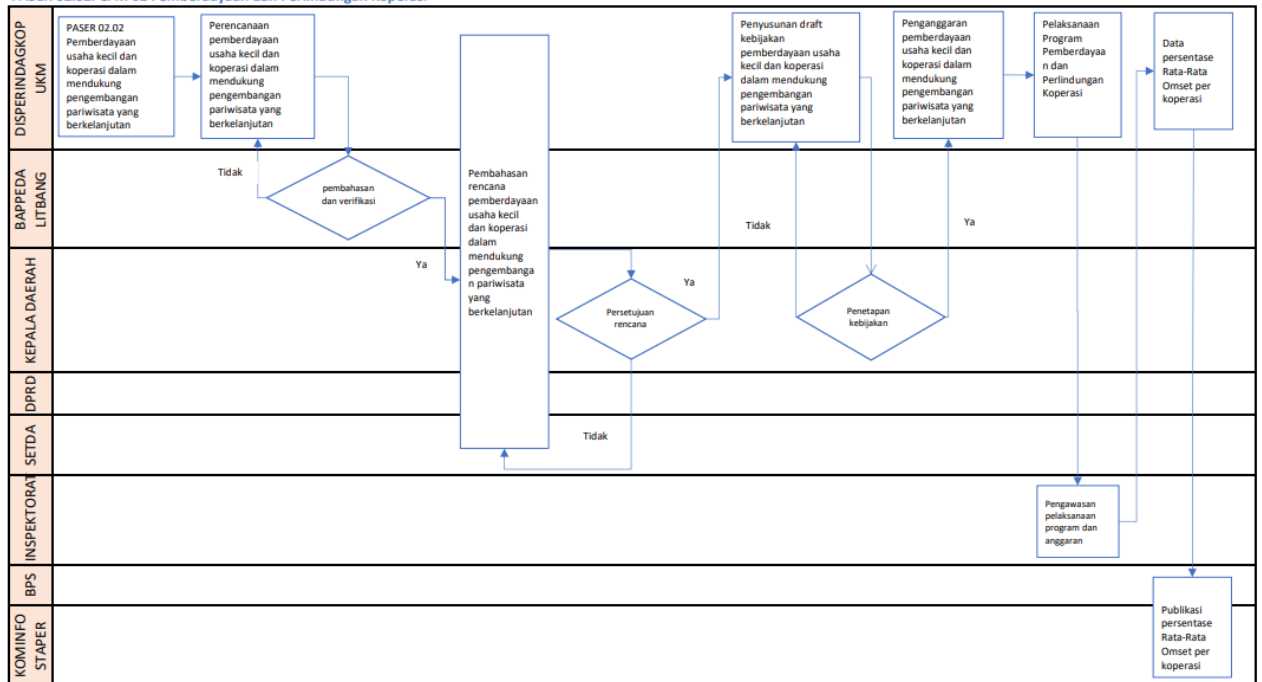 DISPERINDAGKOP
UKM
PASER 02.02
Pemberdayaan
usaha kecil dan
koperasi dalam
mendukung
pengembangan
pariwisata yang
berkelanjutan
Perencanaan
pemberdayaan
usaha kecil dan
koperasi dalam
mendukung
pengembangan
pariwisata yang
berkelanjutan
Penyusunan draft
kebijakan
pemberdayaan usaha
kecil dan koperasi
dalam mendukung
pengembangan
pariwisata yang
berkelanjutan
Penganggaran
pemberdayaan
usaha kecil dan
koperasi dalam
mendukung
pengembangan
pariwisata yang
berkelanjutan
Pelaksanaan
Program
Pemberdayaa
n dan
Perlindungan
Koperasi
Data
persentase
Rata-Rata
Omset per
koperasi
BAPPEDA
LITBANG
Tidak
pembahasan
dan verifikasi
Ya
Pembahasan
rencana
pemberdayaan
usaha kecil
dan koperasi
dalam
mendukung
pengembanga
n pariwisata
yang
berkelanjutan
Tidak
Ya
KEPALA DAERAH
Persetujuan
rencana
Ya
Penetapan
kebijakan
DPRD
SETDA
Tidak
INSPEKTORAT
Pengawasan
pelaksanaan
program dan
anggaran
BPS
KOMINFO
STAPER
Publikasi
persentase
Rata-Rata
Omset per
koperasi